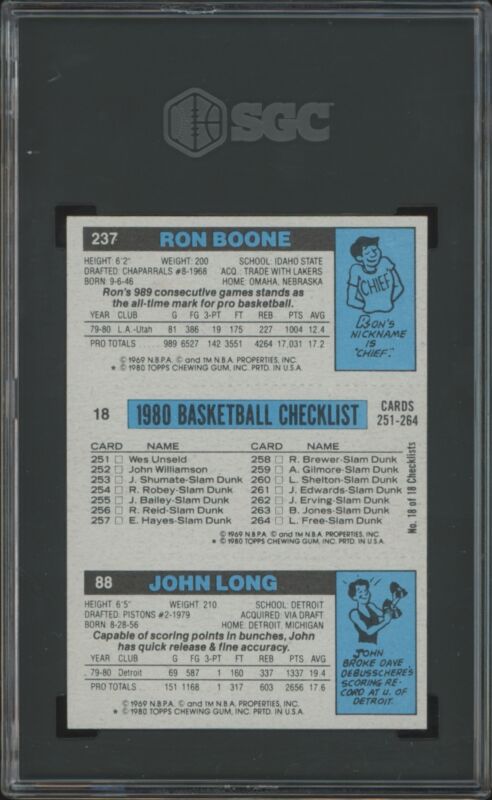 SGC
237 RON BOONE
HEIGHT: 6'2" WEIGHT: 200 SCHOOL: IDAHO STATE
DRAFTED: CHAPARRALS #8-1968 ACQ.: TRADE WITH LAKERS
BORN: 9-6-46 HOME: OMAHA, NEBRASKA
Ron's 989 consecutive games stands as
the all-time mark for pro basketball.
YEAR CLUB G FG 3-PT FT REB PTS AVG
79-80 L.A.-Utah 81 386 19 175 227 1004 12.4
PRO TOTALS 989 6527 142 3551 4264 17,031 17.2
© 1969 N.B.P.A. © and TM N.B.A. PROPERTIES, INC.
* © 1980 TOPPS CHEWING GUM, INC. PRTD. IN U.S.A.
CHIEF
RON'S
NICKNAME
IS
"CHIEF."
18 1980 BASKETBALL CHECKLIST CARDS
251-264
CARD NAME CARD NAME
251 □ Wes Unseld 258 □ R. Brewer-Slam Dunk
252 □ John Williamson 259 □ A. Gilmore-Slam Dunk
253 □ J. Shumate-Slam Dunk 260 □ L. Shelton-Slam Dunk
254 □ R. Robey-Slam Dunk 261 □ J. Edwards-Slam Dunk
255 □ J. Bailey-Slam Dunk 262 □ J. Erving-Slam Dunk
256 □ R. Reid-Slam Dunk 263 □ B. Jones-Slam Dunk
257 □ E. Hayes-Slam Dunk 264 □ L. Free-Slam Dunk
No. 18 of 18 Checklists
© 1969 N.B.P.A. © and TM N.B.A. PROPERTIES, INC.
* © 1980 TOPPS CHEWING GUM, INC. PRTD. IN U.S.A.
88 JOHN LONG
HEIGHT: 6'5" WEIGHT: 210 SCHOOL: DETROIT
DRAFTED: PISTONS #2-1979 ACQUIRED: VIA DRAFT
BORN: 8-28-56 HOME: DETROIT, MICHIGAN
Capable of scoring points in bunches, John
has quick release & fine accuracy.
YEAR CLUB G FG 3-PT FT REB PTS AVG
79-80 Detroit 69 587 1 160 337 1337 19.4
PRO TOTALS 151 1168 1 317 603 2656 17.6
© 1969 N.B.P.A. © and TM N.B.A. PROPERTIES, INC.
* © 1980 TOPPS CHEWING GUM, INC. PRTD. IN U.S.A.
JOHN
BROKE DAVE
DEBUSSCHERE'S
SCORING RE-
CORD AT U. OF
DETROIT.